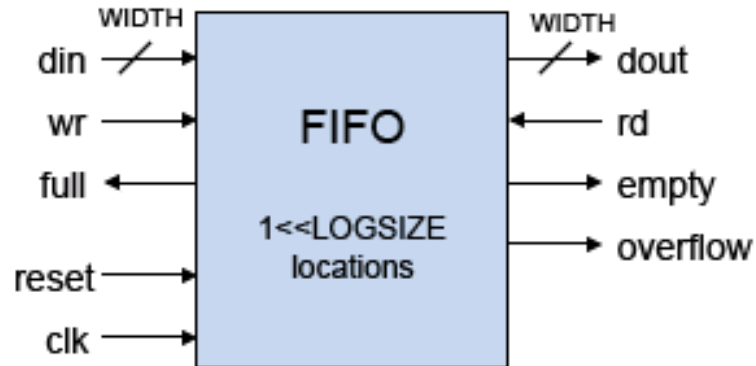 WIDTH WIDTH
din dout
wr FIFO rd
full empty
1<<LOGSIZE overflow
locations
reset
clk